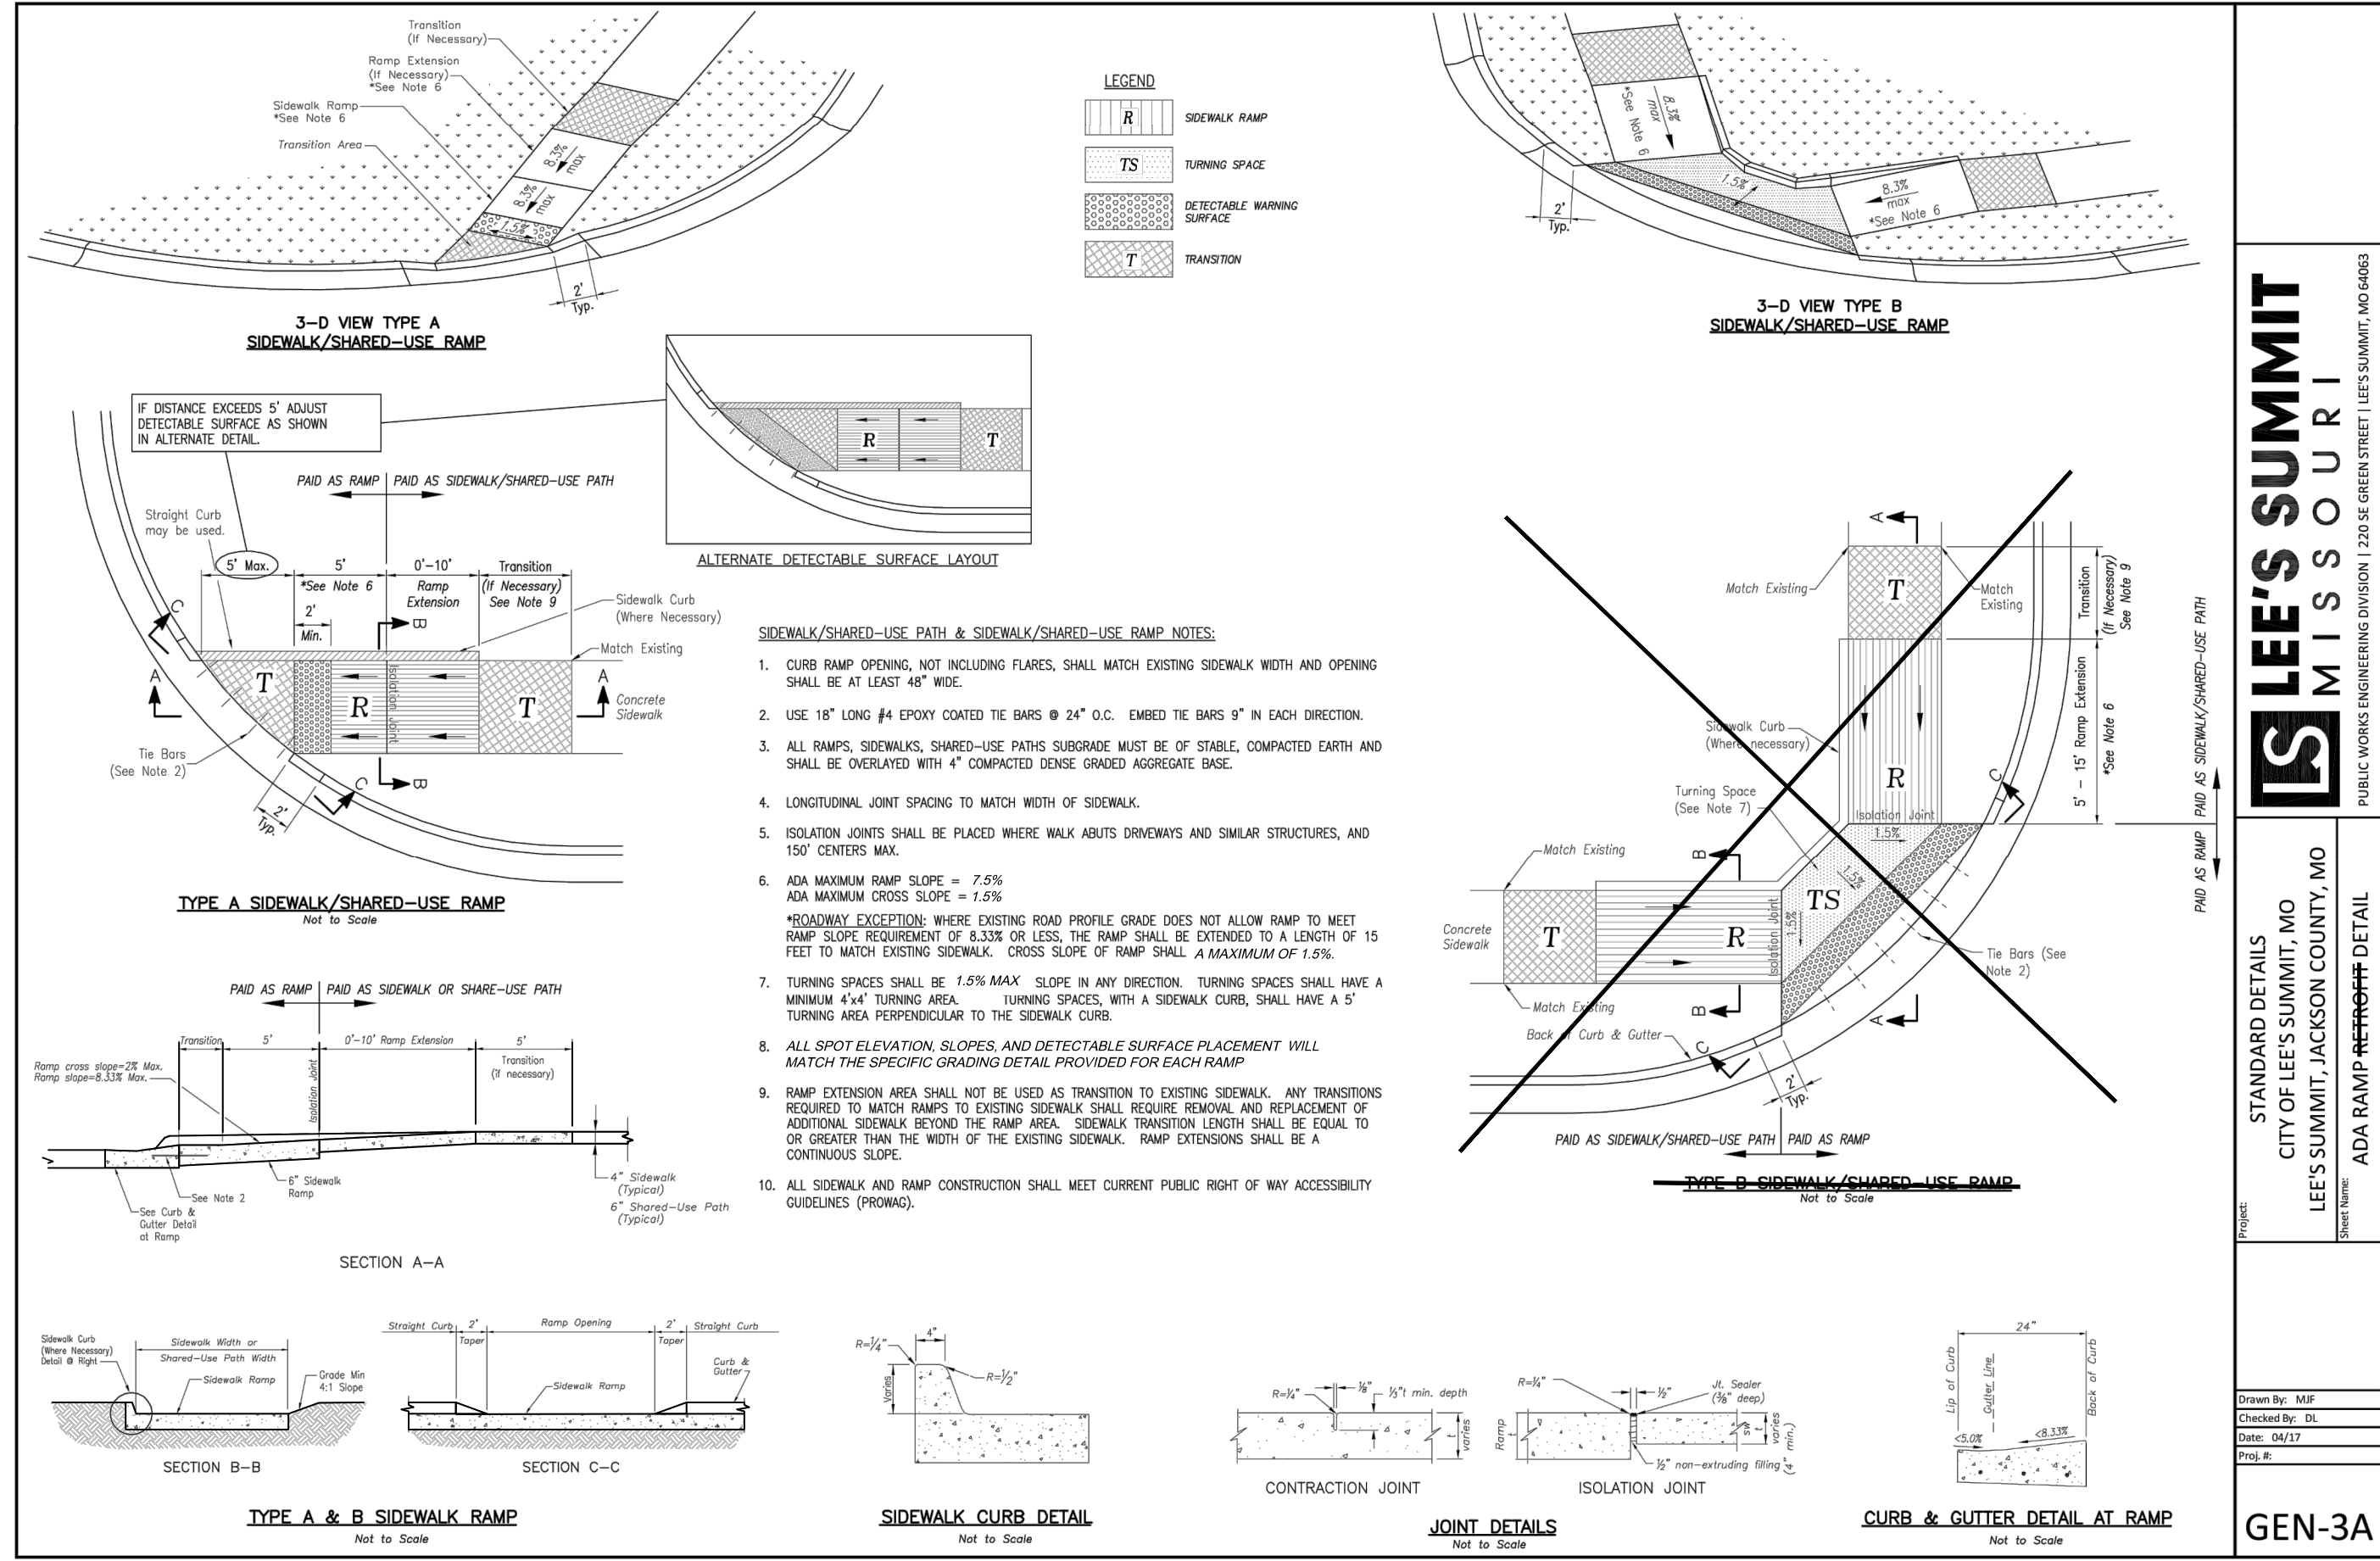 Transition
(If Necessary)
Ramp Extension
(If Necessary)
*See Note 6
Sidewalk Ramp
*See Note 6
Transition Area
8.3%
max
8.3%
max
1.5%
2'
Typ.
3-D VIEW TYPE A
SIDEWALK/SHARED-USE RAMP
LEGEND
R
SIDEWALK RAMP
TS
TURNING SPACE
DETECTABLE WARNING
SURFACE
T
TRANSITION
8.3%
max
*See Note 6
1.5%
8.3%
max
*See Note 6
2'
Typ.
3-D VIEW TYPE B
SIDEWALK/SHARED-USE RAMP
IF DISTANCE EXCEEDS 5' ADJUST
DETECTABLE SURFACE AS SHOWN
IN ALTERNATE DETAIL.
R
T
ALTERNATE DETECTABLE SURFACE LAYOUT
PAID AS RAMP
PAID AS SIDEWALK/SHARED-USE PATH
Straight Curb
may be used.
5' Max.
5'
*See Note 6
2'
Min.
0'-10'
Ramp
Extension
Transition
(If Necessary)
See Note 9
Sidewalk Curb
(Where Necessary)
Match Existing
Concrete
Sidewalk
A
A
B
B
C
C
T
R
T
Isolation Joint
Tie Bars
(See Note 2)
2'
Typ.
TYPE A SIDEWALK/SHARED-USE RAMP
Not to Scale
SIDEWALK/SHARED-USE PATH & SIDEWALK/SHARED-USE RAMP NOTES:
1. CURB RAMP OPENING, NOT INCLUDING FLARES, SHALL MATCH EXISTING SIDEWALK WIDTH AND OPENING
SHALL BE AT LEAST 48" WIDE.
2. USE 18" LONG #4 EPOXY COATED TIE BARS @ 24" O.C. EMBED TIE BARS 9" IN EACH DIRECTION.
3. ALL RAMPS, SIDEWALKS, SHARED-USE PATHS SUBGRADE MUST BE OF STABLE, COMPACTED EARTH AND
SHALL BE OVERLAYED WITH 4" COMPACTED DENSE GRADED AGGREGATE BASE.
4. LONGITUDINAL JOINT SPACING TO MATCH WIDTH OF SIDEWALK.
5. ISOLATION JOINTS SHALL BE PLACED WHERE WALK ABUTS DRIVEWAYS AND SIMILAR STRUCTURES, AND
150' CENTERS MAX.
6. ADA MAXIMUM RAMP SLOPE = 7.5%
ADA MAXIMUM CROSS SLOPE = 1.5%
*ROADWAY EXCEPTION: WHERE EXISTING ROAD PROFILE GRADE DOES NOT ALLOW RAMP TO MEET
RAMP SLOPE REQUIREMENT OF 8.33% OR LESS, THE RAMP SHALL BE EXTENDED TO A LENGTH OF 15
FEET TO MATCH EXISTING SIDEWALK. CROSS SLOPE OF RAMP SHALL A MAXIMUM OF 1.5%.
7. TURNING SPACES SHALL BE 1.5% MAX SLOPE IN ANY DIRECTION. TURNING SPACES SHALL HAVE A
MINIMUM 4'x4' TURNING AREA. TURNING SPACES, WITH A SIDEWALK CURB, SHALL HAVE A 5'
TURNING AREA PERPENDICULAR TO THE SIDEWALK CURB.
8. ALL SPOT ELEVATION, SLOPES, AND DETECTABLE SURFACE PLACEMENT WILL
MATCH THE SPECIFIC GRADING DETAIL PROVIDED FOR EACH RAMP
9. RAMP EXTENSION AREA SHALL NOT BE USED AS TRANSITION TO EXISTING SIDEWALK. ANY TRANSITIONS
REQUIRED TO MATCH RAMPS TO EXISTING SIDEWALK SHALL REQUIRE REMOVAL AND REPLACEMENT OF
ADDITIONAL SIDEWALK BEYOND THE RAMP AREA. SIDEWALK TRANSITION LENGTH SHALL BE EQUAL TO
OR GREATER THAN THE WIDTH OF THE EXISTING SIDEWALK. RAMP EXTENSIONS SHALL BE A
CONTINUOUS SLOPE.
10. ALL SIDEWALK AND RAMP CONSTRUCTION SHALL MEET CURRENT PUBLIC RIGHT OF WAY ACCESSIBILITY
GUIDELINES (PROWAG).
A
Match Existing
T
Match
Existing
Transition
(If Necessary)
See Note 9
5' - 15' Ramp Extension
*See Note 6
PAID AS SIDEWALK/SHARED-USE PATH
PAID AS RAMP
Sidewalk Curb
(Where necessary)
R
Turning Space
(See Note 7)
Isolation Joint
1.5%
C
Match Existing
B
1.5%
TS
1.5%
Isolation Joint
Concrete
Sidewalk
T
R
Tie Bars (See
Note 2)
Match Existing
B
A
Back of Curb & Gutter
C
2'
Typ.
PAID AS SIDEWALK/SHARED-USE PATH
PAID AS RAMP
TYPE B SIDEWALK/SHARED-USE RAMP
Not to Scale
PAID AS RAMP
PAID AS SIDEWALK OR SHARE-USE PATH
Transition
5'
0'-10' Ramp Extension
5'
Transition
(if necessary)
Ramp cross slope=2% Max.
Ramp slope=8.33% Max.
Isolation Joint
See Note 2
6" Sidewalk
Ramp
See Curb &
Gutter Detail
at Ramp
4" Sidewalk
(Typical)
6" Shared-Use Path
(Typical)
SECTION A-A
Sidewalk Curb
(Where Necessary)
Detail @ Right
Sidewalk Width or
Shared-Use Path Width
Sidewalk Ramp
Grade Min
4:1 Slope
SECTION B-B
Straight Curb
2'
Taper
Ramp Opening
2'
Taper
Straight Curb
Curb &
Gutter
Sidewalk Ramp
SECTION C-C
TYPE A & B SIDEWALK RAMP
Not to Scale
R=¼"
4"
R=½"
Varies
SIDEWALK CURB DETAIL
Not to Scale
R=¼"
⅛"
⅓"t min. depth
t
varies
CONTRACTION JOINT
R=¼"
½"
Jt. Sealer
(⅜" deep)
Ramp
t
sw
t
varies
(4" min.)
½" non-extruding filling
ISOLATION JOINT
JOINT DETAILS
Not to Scale
24"
Lip of Curb
Gutter Line
Back of Curb
<5.0%
<8.33%
CURB & GUTTER DETAIL AT RAMP
Not to Scale
LS LEE'S SUMMIT
MISSOURI
PUBLIC WORKS ENGINEERING DIVISION | 220 SE GREEN STREET | LEE'S SUMMIT, MO 64063
Project:
STANDARD DETAILS
CITY OF LEE'S SUMMIT, MO
LEE'S SUMMIT, JACKSON COUNTY, MO
Sheet Name:
ADA RAMP RETROFIT DETAIL
Drawn By: MJF
Checked By: DL
Date: 04/17
Proj. #:
GEN-3A